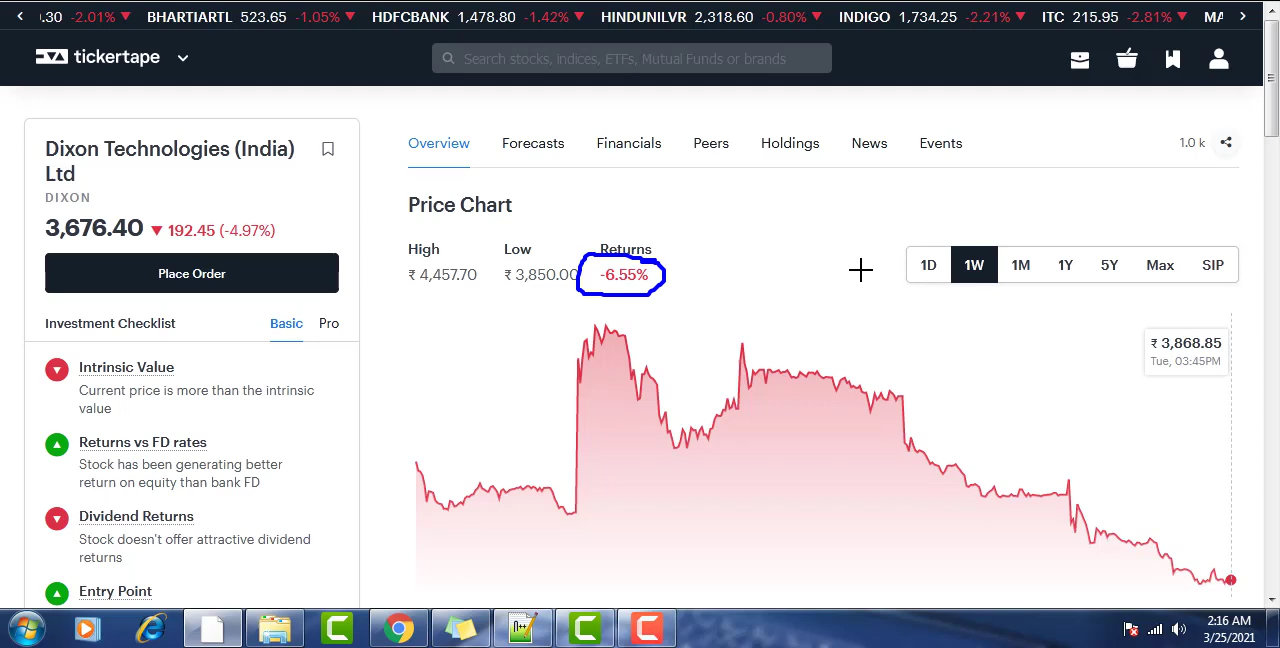 .30 -2.01% ▼ BHARTIARTL 523.65 -1.05% ▼ HDFCBANK 1,478.80 -1.42% ▼ HINDUNILVR 2,318.60 -0.80% ▼ INDIGO 1,734.25 -2.21% ▼ ITC 215.95 -2.81% ▼ MA
tickertape
Search stocks, indices, ETFs, Mutual Funds or brands
Dixon Technologies (India)
Ltd
DIXON
3,676.40 ▼ 192.45 (-4.97%)
Place Order
Investment Checklist Basic Pro
Intrinsic Value
Current price is more than the intrinsic
value
Returns vs FD rates
Stock has been generating better
return on equity than bank FD
Dividend Returns
Stock doesn't offer attractive dividend
returns
Entry Point
Overview Forecasts Financials Peers Holdings News Events 1.0 k
Price Chart
High Low Returns
₹ 4,457.70 ₹ 3,850.00 -6.55%
1D 1W 1M 1Y 5Y Max SIP
₹ 3,868.85
Tue, 03:45PM
2:16 AM
3/25/2021